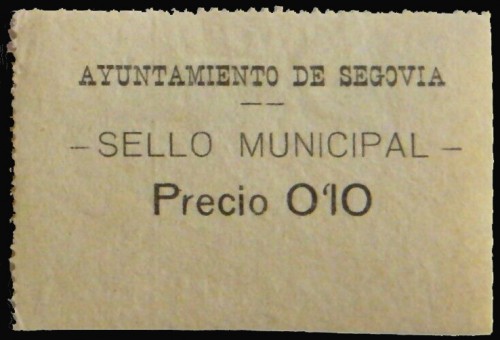 AYUNTAMIENTO DE SEGOVIA
- SELLO MUNICIPAL -
Precio 0'10